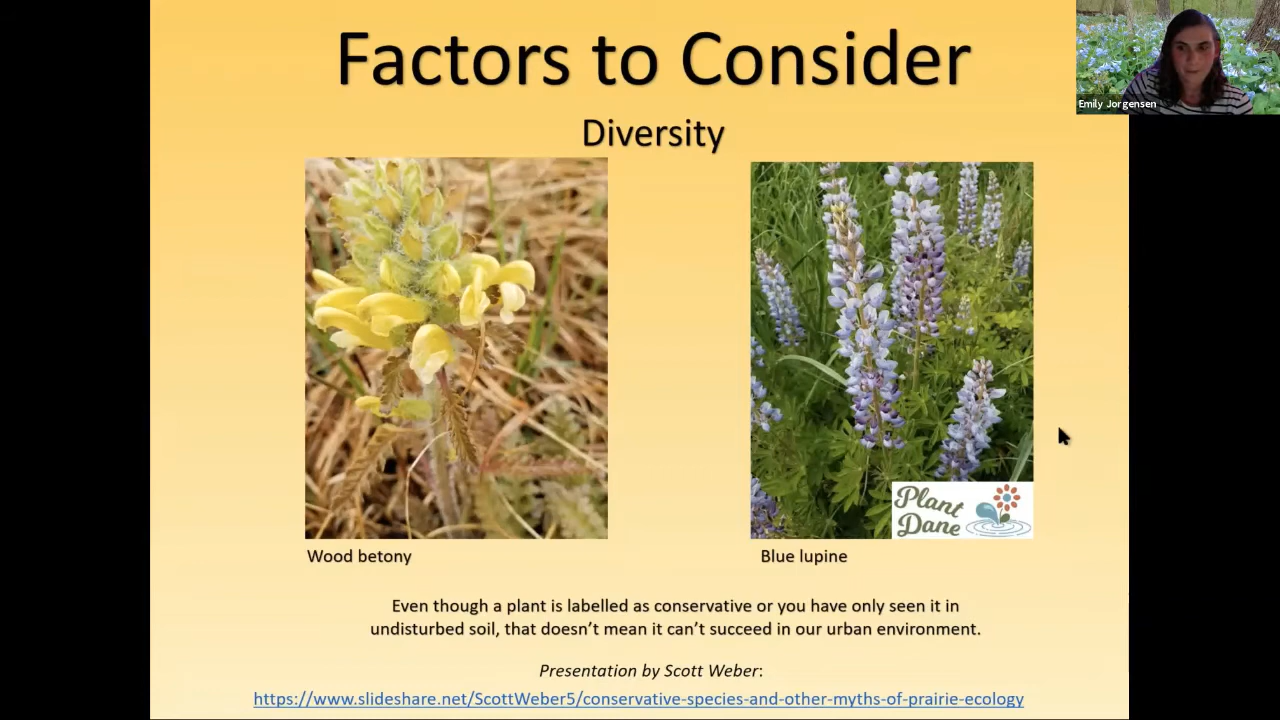 Factors to Consider
Emily Jorgensen
Diversity
Plant
Dane
Wood betony
Blue lupine
Even though a plant is labelled as conservative or you have only seen it in
undisturbed soil, that doesn’t mean it can’t succeed in our urban environment.
Presentation by Scott Weber:
https://www.slideshare.net/ScottWeber5/conservative-species-and-other-myths-of-prairie-ecology